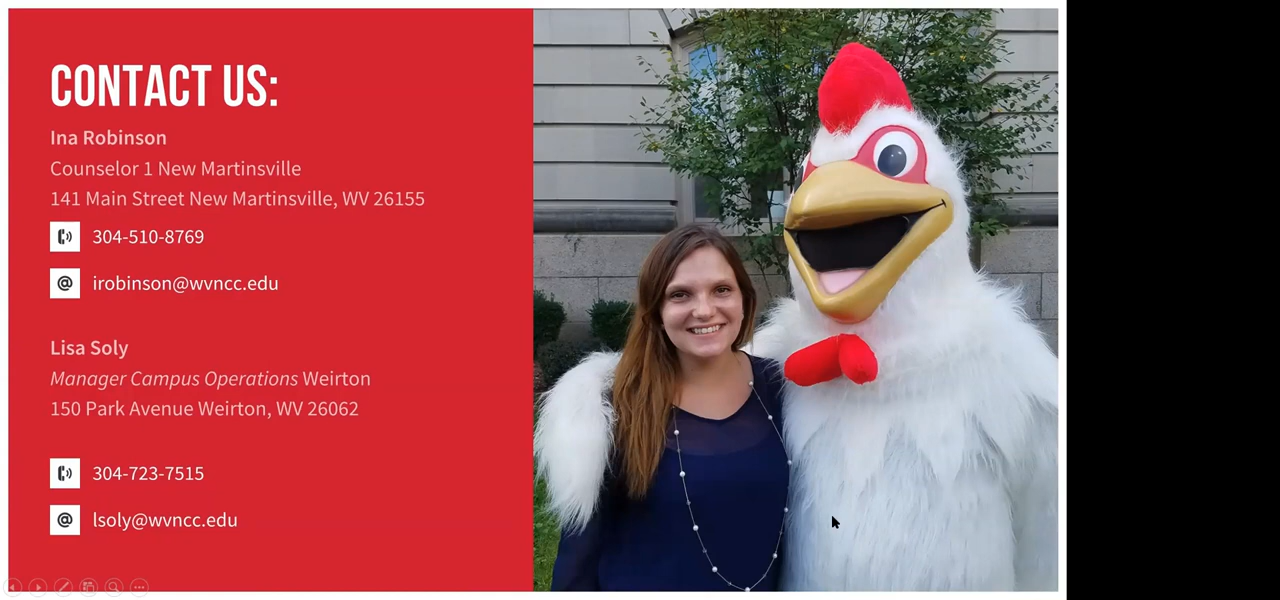 CONTACT US:
Ina Robinson
Counselor 1 New Martinsville
141 Main Street New Martinsville, WV 26155
304-510-8769
@ irobinson@wvncc.edu
Lisa Soly
Manager Campus Operations Weirton
150 Park Avenue Weirton, WV 26062
304-723-7515
@ lsoly@wvncc.edu